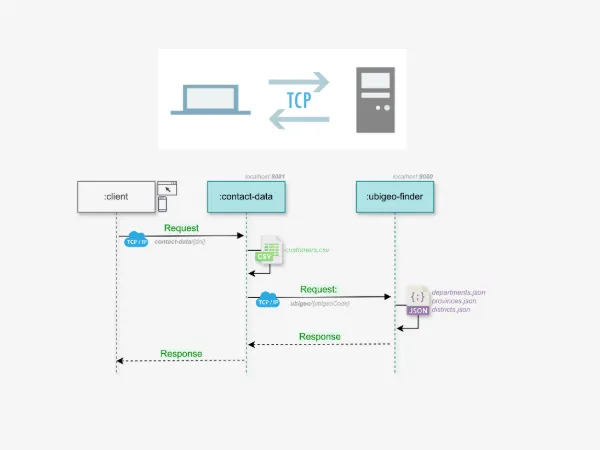 TCP
localhost:8081
localhost:9080
:client
:contact-data
:ubigeo-finder
Request
TCP / IP
contact-data/{dni}
CSV
customers.csv
Request:
TCP / IP
ubigeo/{ubigeoCode}
{;}
JSON
departments.json
provinces.json
districts.json
Response
Response